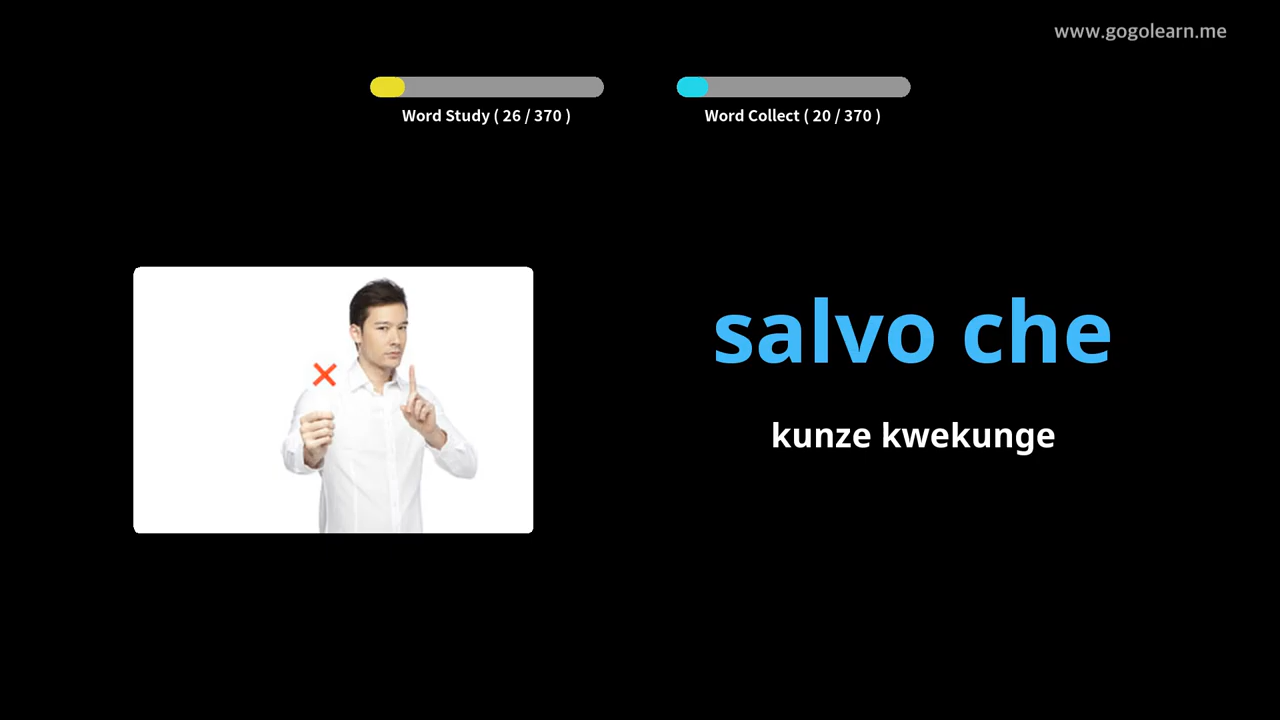 www.gogolearn.me
Word Study ( 26 / 370 )
Word Collect ( 20 / 370 )
salvo che
kunze kwekunge